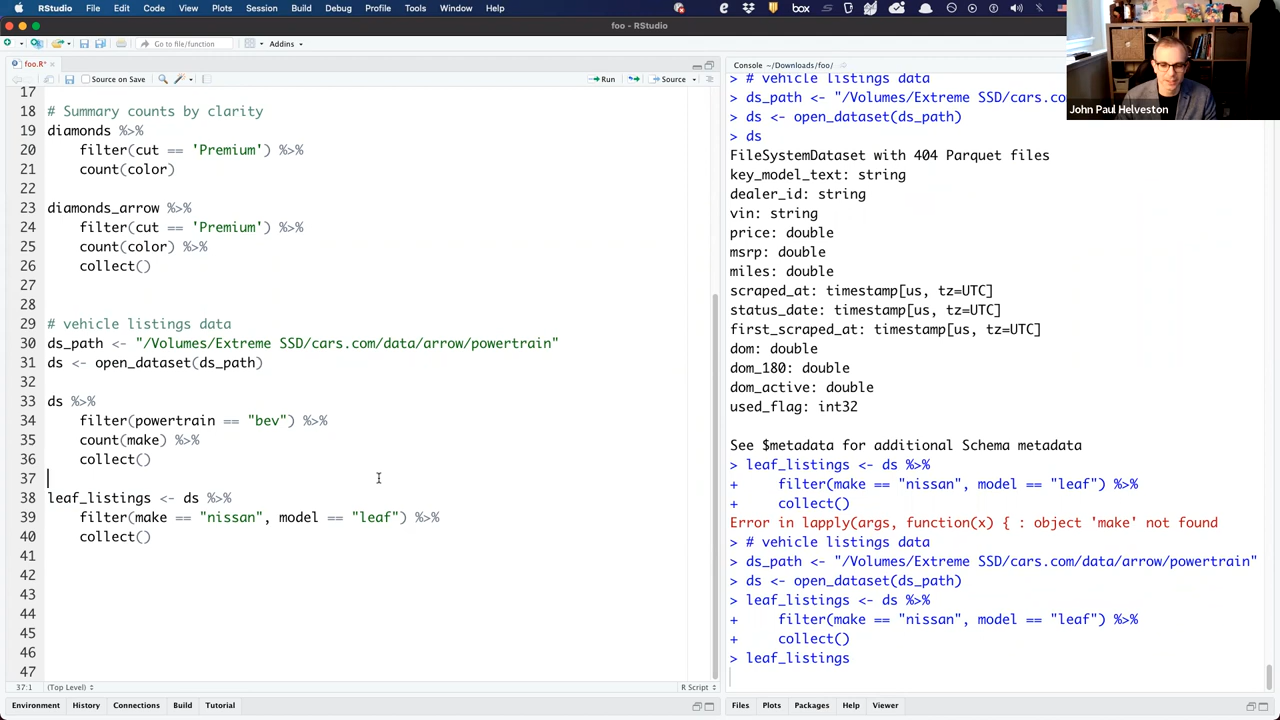 RStudio File Edit Code View Plots Session Build Debug Profile Tools Window Help
foo - RStudio
Go to file/function Addins
foo.R*
Source on Save Run Source
17
18 # Summary counts by clarity
19 diamonds %>%
20 filter(cut == 'Premium') %>%
21 count(color)
22
23 diamonds_arrow %>%
24 filter(cut == 'Premium') %>%
25 count(color) %>%
26 collect()
27
28
29 # vehicle listings data
30 ds_path <- "/Volumes/Extreme SSD/cars.com/data/arrow/powertrain"
31 ds <- open_dataset(ds_path)
32
33 ds %>%
34 filter(powertrain == "bev") %>%
35 count(make) %>%
36 collect()
37
38 leaf_listings <- ds %>%
39 filter(make == "nissan", model == "leaf") %>%
40 collect()
41
42
43
44
45
46
47
37:1 (Top Level) R Script
Environment History Connections Build Tutorial
Console ~/Downloads/foo/
> # vehicle listings data
> ds_path <- "/Volumes/Extreme SSD/cars.co
> ds <- open_dataset(ds_path)
> ds
FileSystemDataset with 404 Parquet files
key_model_text: string
dealer_id: string
vin: string
price: double
msrp: double
miles: double
scraped_at: timestamp[us, tz=UTC]
status_date: timestamp[us, tz=UTC]
first_scraped_at: timestamp[us, tz=UTC]
dom: double
dom_180: double
dom_active: double
used_flag: int32
See $metadata for additional Schema metadata
> leaf_listings <- ds %>%
+ filter(make == "nissan", model == "leaf") %>%
+ collect()
Error in lapply(args, function(x) { : object 'make' not found
> # vehicle listings data
> ds_path <- "/Volumes/Extreme SSD/cars.com/data/arrow/powertrain"
> ds <- open_dataset(ds_path)
> leaf_listings <- ds %>%
+ filter(make == "nissan", model == "leaf") %>%
+ collect()
> leaf_listings
Files Plots Packages Help Viewer
John Paul Helveston
box